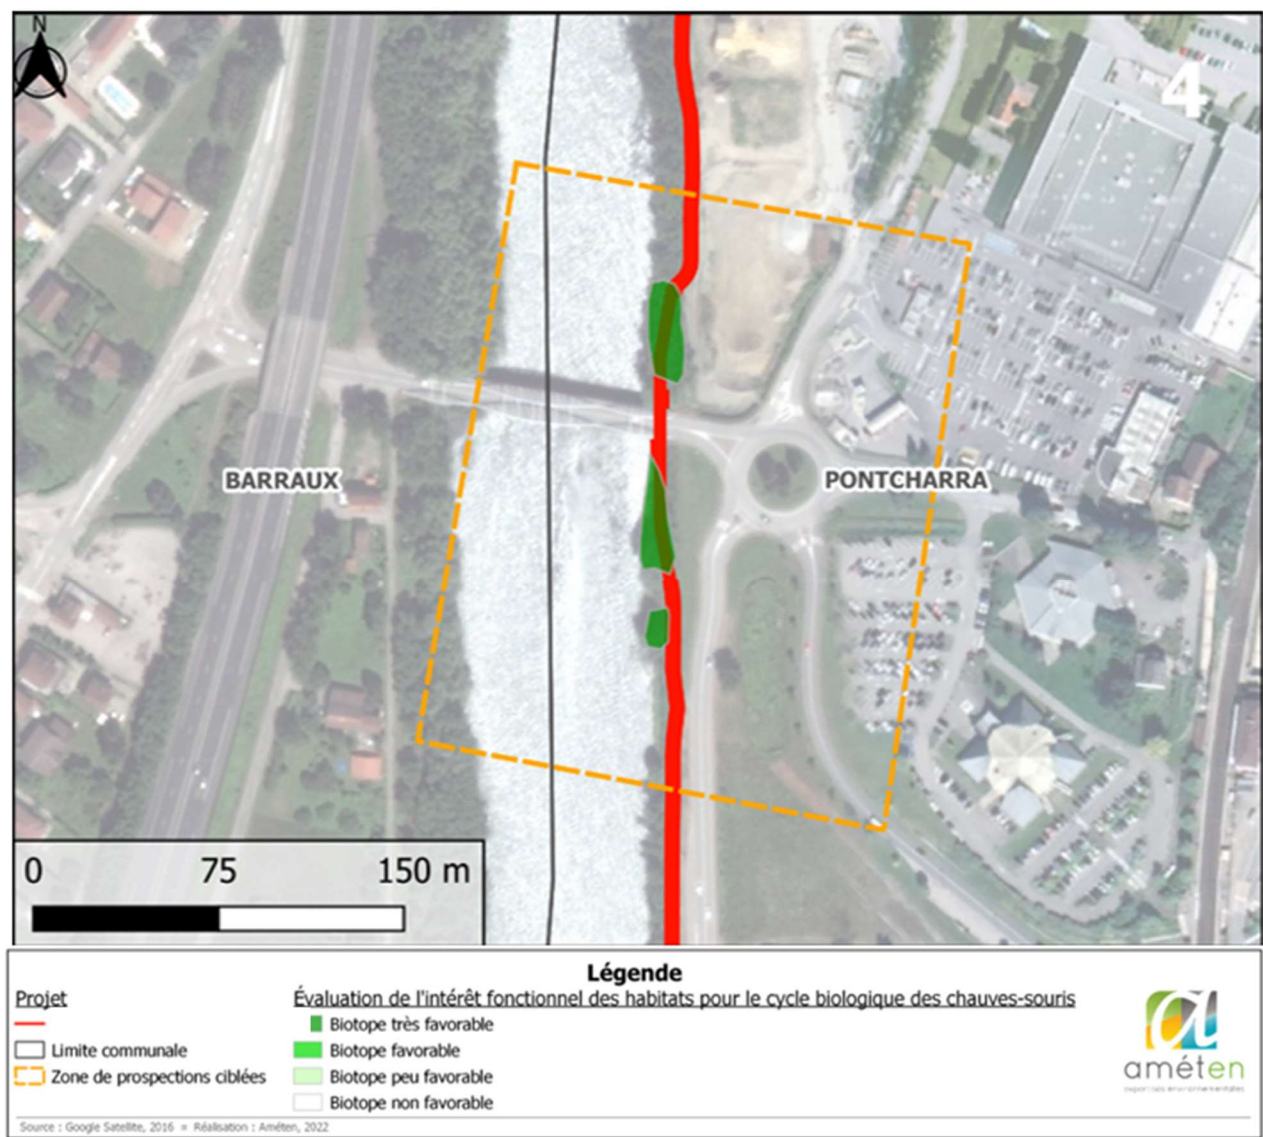 N
4
BARRAUX
PONTCHARRA
0 75 150 m
Légende
Projet
Évaluation de l'intérêt fonctionnel des habitats pour le cycle biologique des chauves-souris
Biotope très favorable
Limite communale
Biotope favorable
Zone de prospections ciblées
Biotope peu favorable
Biotope non favorable
améten
expertises environnementales
Source : Google Satellite, 2016 ¤ Réalisation : Améten, 2022